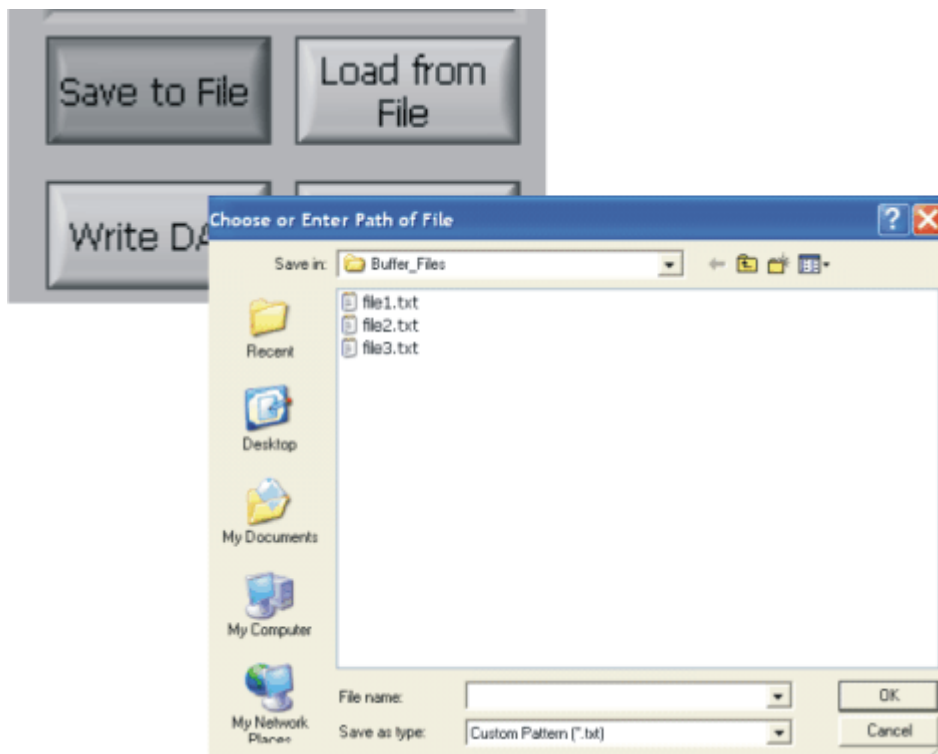 Save to File
Load from
File
Write DA
Choose or Enter Path of File
Save in:
Buffer_Files
file1.txt
file2.txt
file3.txt
Recent
Desktop
My Documents
My Computer
My Network
Places
File name:
OK
Save as type:
Custom Pattern (*.txt)
Cancel